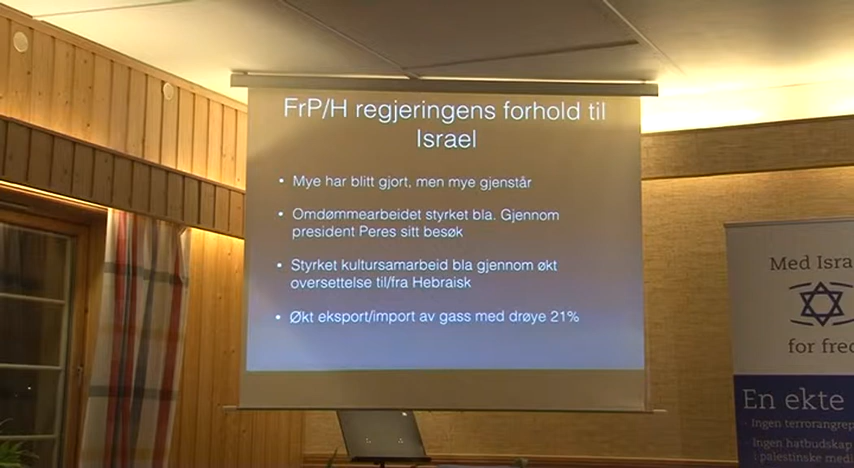 FrP/H regjeringens forhold til
Israel
• Mye har blitt gjort, men mye gjenstår
• Omdømmearbeidet styrket bla. Gjennom
president Peres sitt besøk
• Styrket kultursamarbeid bla gjennom økt
oversettelse til/fra Hebraisk
• Økt eksport/import av gass med drøye 21%
Med Isra
for fred
En ekte
- Ingen terrorangrep
- Ingen hatbudskap
i palestinske medi